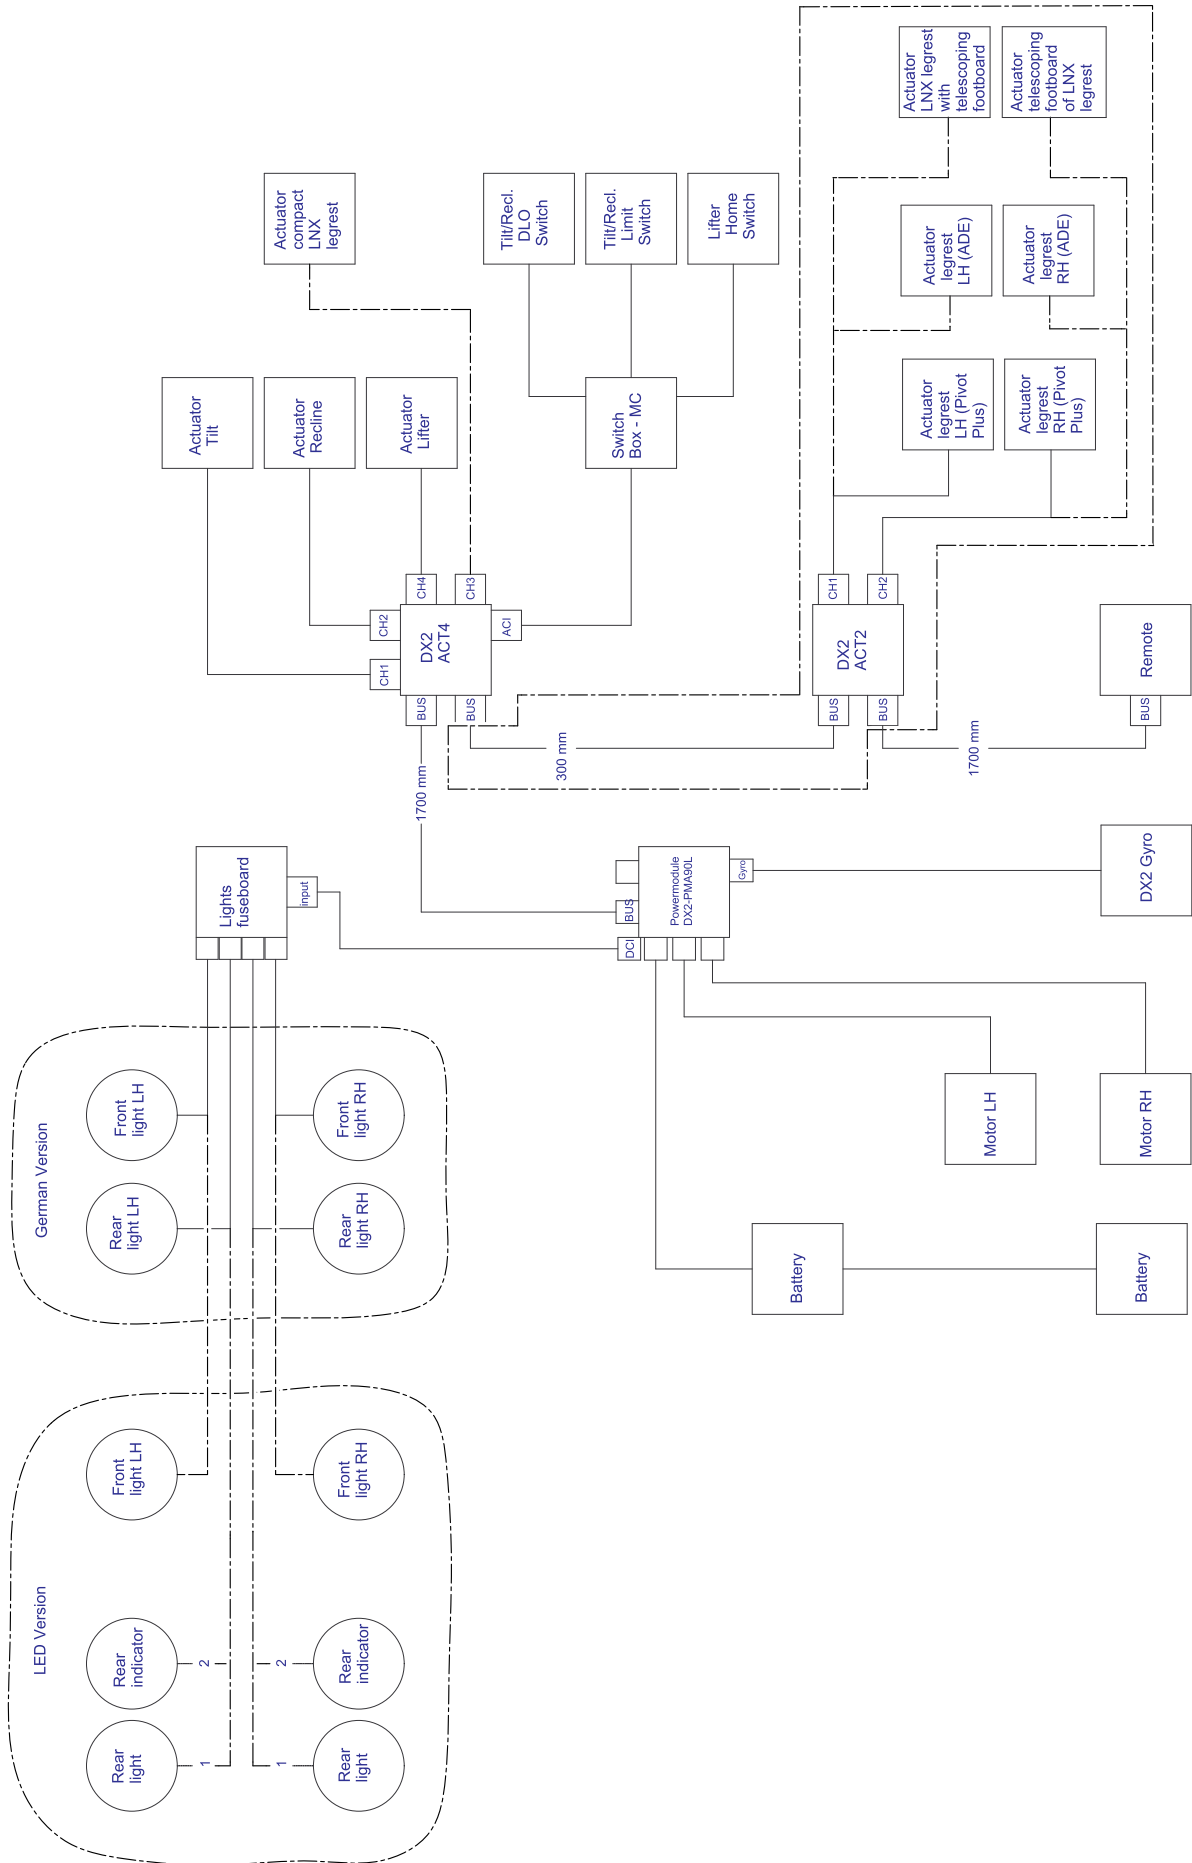 LED Version
Rear
light
Rear
indicator
Front
light LH
1
2
1
2
Rear
light
Rear
indicator
Front
light RH
German Version
Rear
light LH
Front
light LH
Rear
light RH
Front
light RH
Lights
fuseboard
input
DCI
BUS
Powermodule
DX2-PMA90L
Gyro
DX2 Gyro
Motor LH
Motor RH
Battery
Battery
1700 mm
300 mm
1700 mm
BUS
BUS
DX2
ACT4
CH1
CH2
CH4
CH3
ACI
Actuator
Tilt
Actuator
Recline
Actuator
Lifter
Actuator
compact
LNX
legrest
Switch
Box - MC
Tilt/Recl.
DLO
Switch
Tilt/Recl.
Limit
Switch
Lifter
Home
Switch
BUS
BUS
DX2
ACT2
CH1
CH2
BUS
Remote
Actuator
legrest
LH (Pivot
Plus)
Actuator
legrest
RH (Pivot
Plus)
Actuator
legrest
LH (ADE)
Actuator
legrest
RH (ADE)
Actuator
LNX legrest
with
telescoping
footboard
Actuator
telescoping
footboard
of LNX
legrest